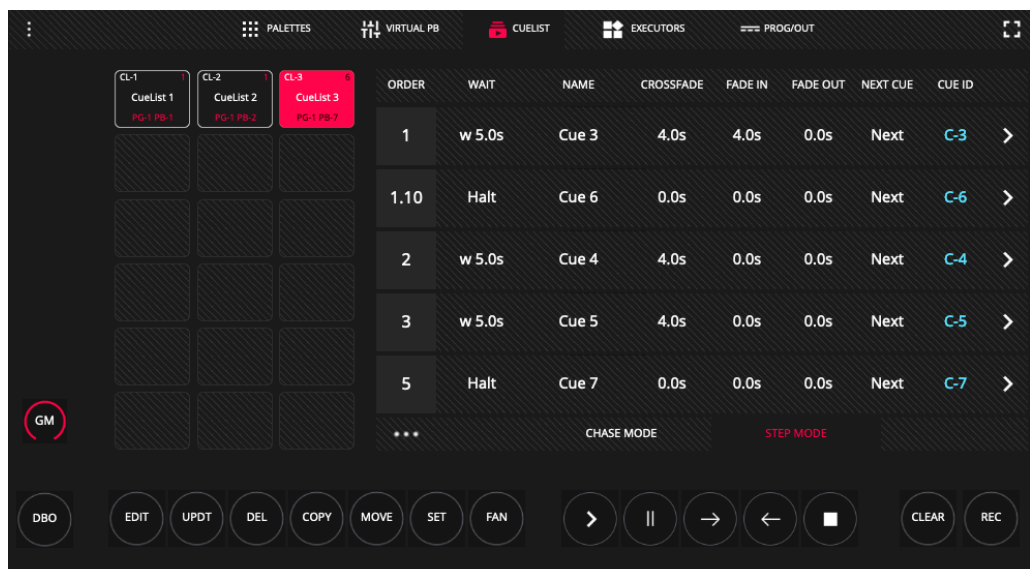 PALETTES VIRTUAL PB CUELIST EXECUTORS PROG/OUT
CL-1 1 CL-2 1 CL-3 6
CueList 1 CueList 2 CueList 3
PG-1 PB-1 PG-1 PB-2 PG-1 PB-7
ORDER WAIT NAME CROSSFADE FADE IN FADE OUT NEXT CUE CUE ID
1 w 5.0s Cue 3 4.0s 4.0s 0.0s Next C-3
1.10 Halt Cue 6 0.0s 0.0s 0.0s Next C-6
2 w 5.0s Cue 4 4.0s 0.0s 0.0s Next C-4
3 w 5.0s Cue 5 4.0s 0.0s 0.0s Next C-5
5 Halt Cue 7 0.0s 0.0s 0.0s Next C-7
GM
CHASE MODE STEP MODE
DBO EDIT UPDT DEL COPY MOVE SET FAN CLEAR REC